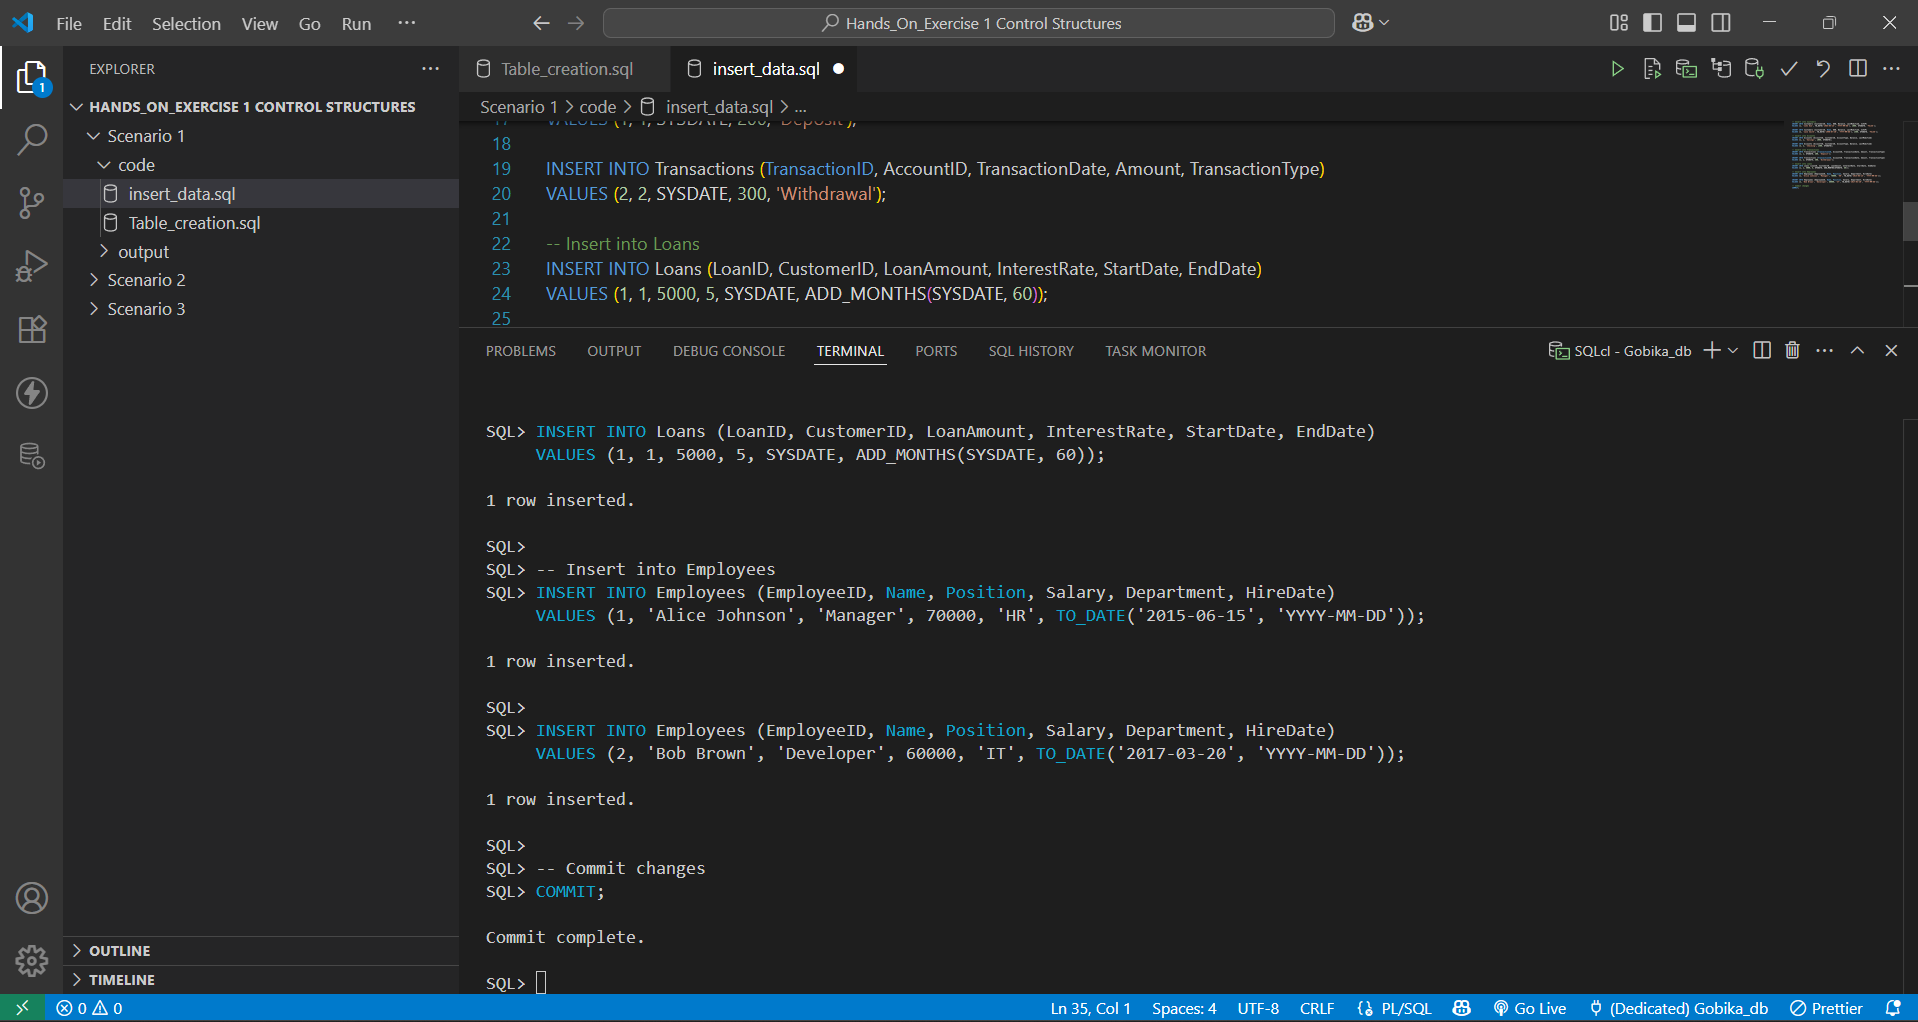 File Edit Selection View Go Run ···
Hands_On_Exercise 1 Control Structures
EXPLORER
1
HANDS_ON_EXERCISE 1 CONTROL STRUCTURES
Scenario 1
code
insert_data.sql
Table_creation.sql
output
Scenario 2
Scenario 3
OUTLINE
TIMELINE
Table_creation.sql
insert_data.sql
Scenario 1 > code > insert_data.sql > ...
17 VALUES (1, 1, SYSDATE, 200, 'Deposit');
18
19 INSERT INTO Transactions (TransactionID, AccountID, TransactionDate, Amount, TransactionType)
20 VALUES (2, 2, SYSDATE, 300, 'Withdrawal');
21
22 -- Insert into Loans
23 INSERT INTO Loans (LoanID, CustomerID, LoanAmount, InterestRate, StartDate, EndDate)
24 VALUES (1, 1, 5000, 5, SYSDATE, ADD_MONTHS(SYSDATE, 60));
25
PROBLEMS OUTPUT DEBUG CONSOLE TERMINAL PORTS SQL HISTORY TASK MONITOR
SQLcl - Gobika_db
SQL> INSERT INTO Loans (LoanID, CustomerID, LoanAmount, InterestRate, StartDate, EndDate)
VALUES (1, 1, 5000, 5, SYSDATE, ADD_MONTHS(SYSDATE, 60));
1 row inserted.
SQL>
SQL> -- Insert into Employees
SQL> INSERT INTO Employees (EmployeeID, Name, Position, Salary, Department, HireDate)
VALUES (1, 'Alice Johnson', 'Manager', 70000, 'HR', TO_DATE('2015-06-15', 'YYYY-MM-DD'));
1 row inserted.
SQL>
SQL> INSERT INTO Employees (EmployeeID, Name, Position, Salary, Department, HireDate)
VALUES (2, 'Bob Brown', 'Developer', 60000, 'IT', TO_DATE('2017-03-20', 'YYYY-MM-DD'));
1 row inserted.
SQL>
SQL> -- Commit changes
SQL> COMMIT;
Commit complete.
SQL>
0 0
Ln 35, Col 1 Spaces: 4 UTF-8 CRLF PL/SQL Go Live (Dedicated) Gobika_db Prettier